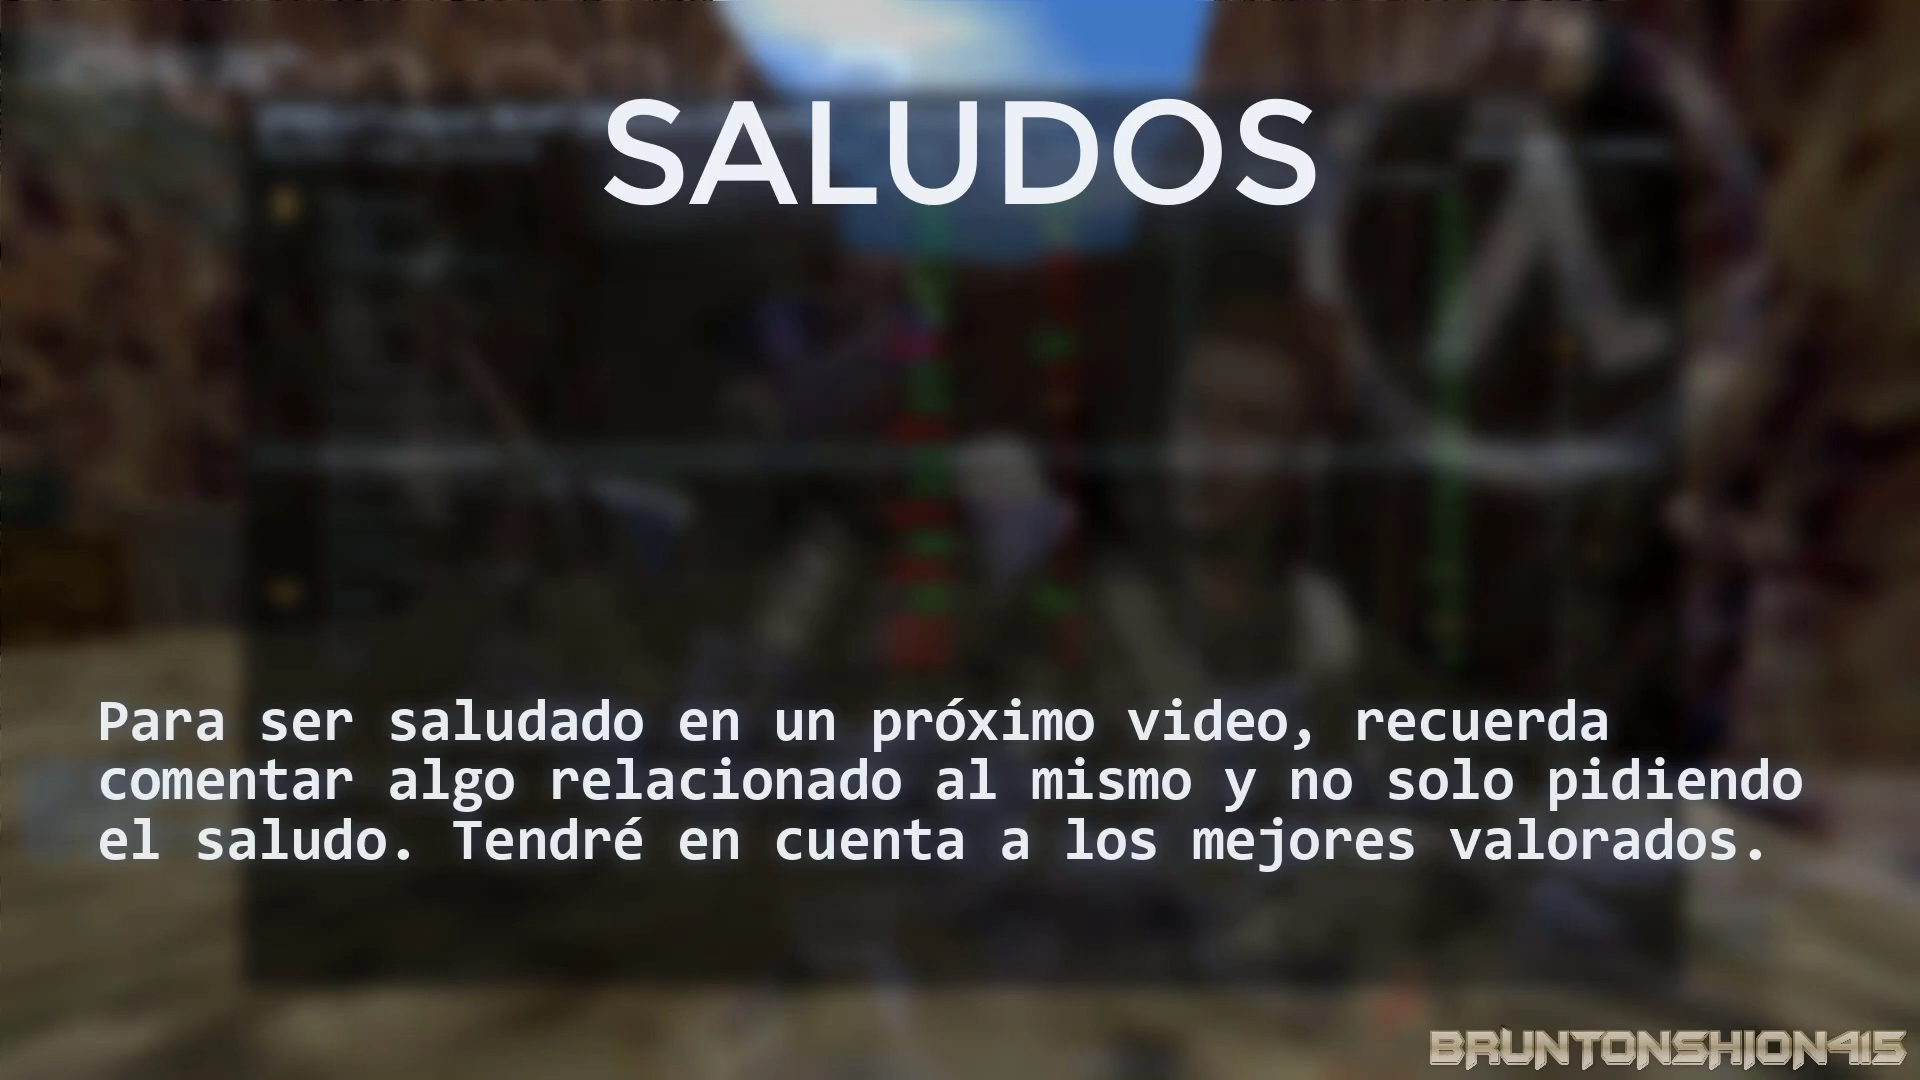 SALUDOS
Para ser saludado en un próximo video, recuerda
comentar algo relacionado al mismo y no solo pidiendo
el saludo. Tendré en cuenta a los mejores valorados.
BRUNTONSHION415